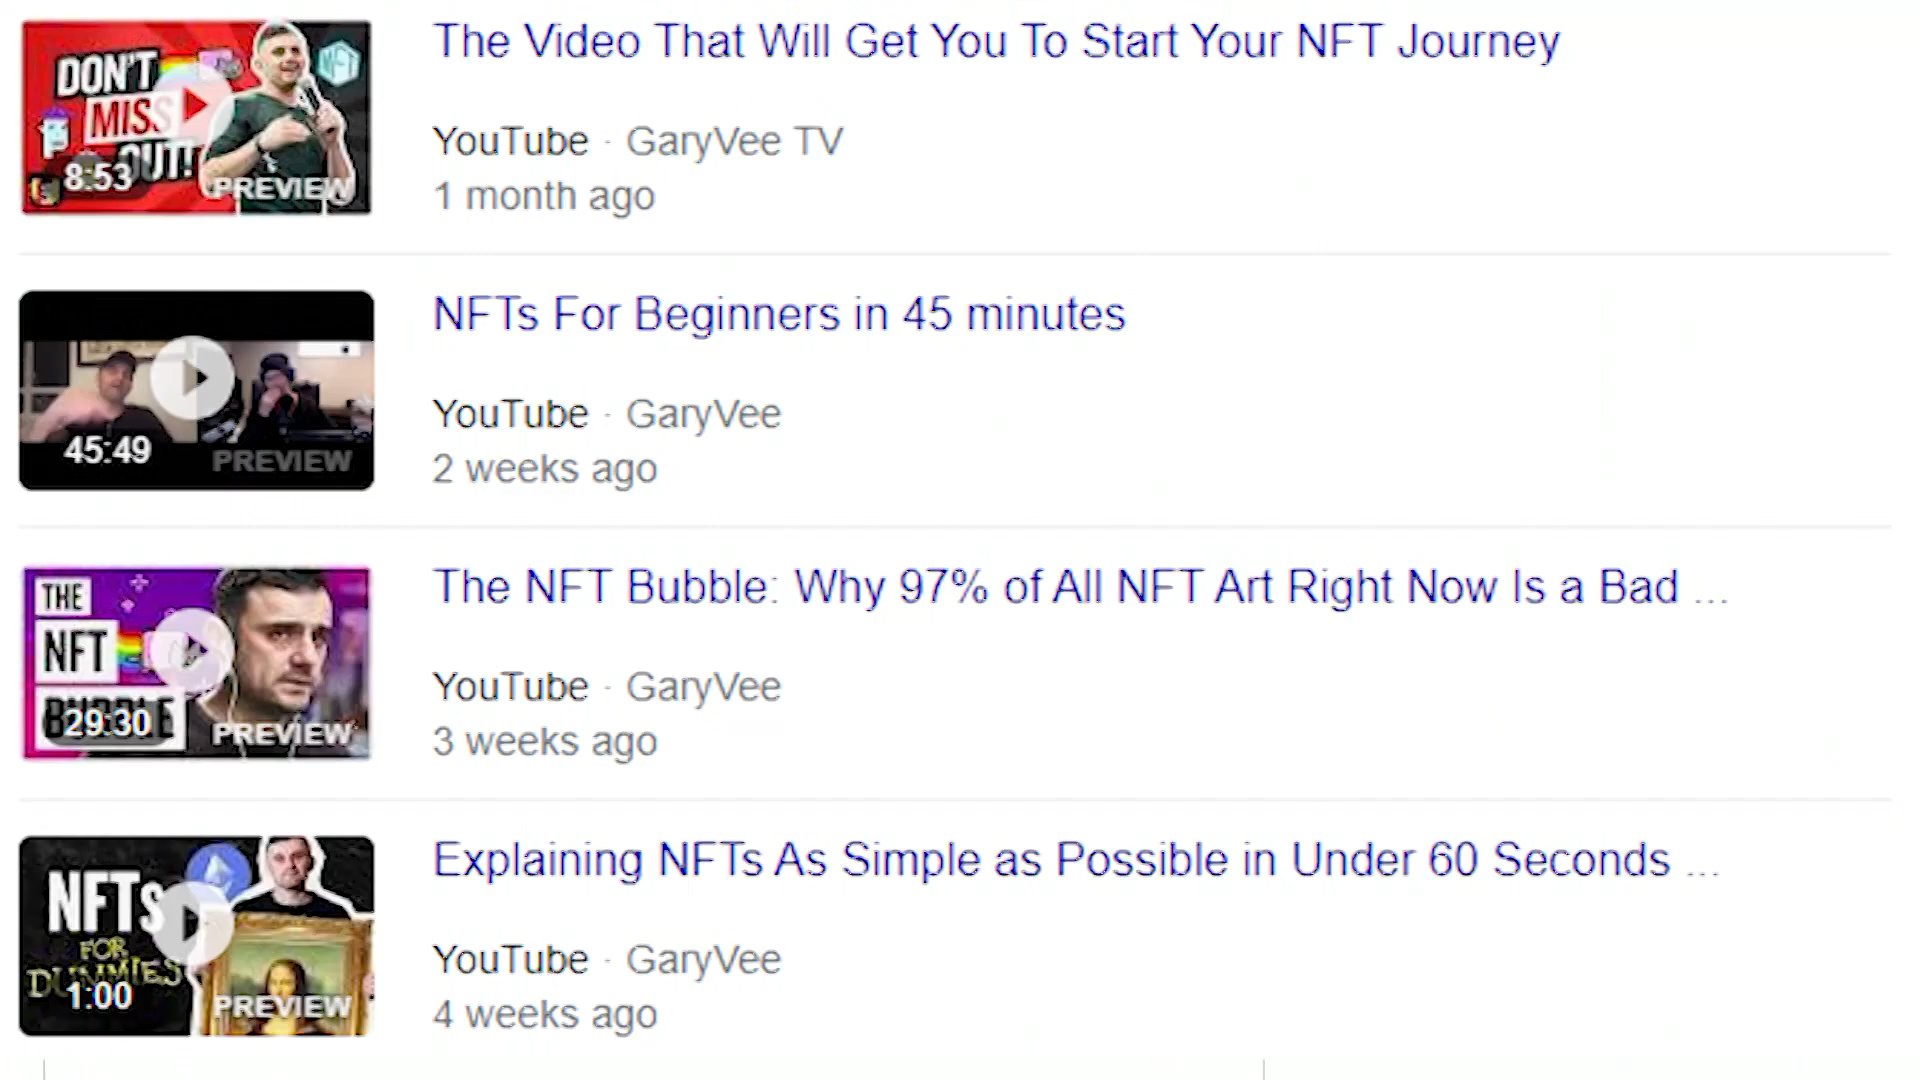 DON'T
MISS
OUT!
NFT
8:53
PREVIEW
The Video That Will Get You To Start Your NFT Journey
YouTube · GaryVee TV
1 month ago
45:49
PREVIEW
NFTs For Beginners in 45 minutes
YouTube · GaryVee
2 weeks ago
THE
NFT
BUBBLE
29:30
PREVIEW
The NFT Bubble: Why 97% of All NFT Art Right Now Is a Bad ...
YouTube · GaryVee
3 weeks ago
NFTs
FOR
DUMMIES
1:00
PREVIEW
Explaining NFTs As Simple as Possible in Under 60 Seconds ...
YouTube · GaryVee
4 weeks ago